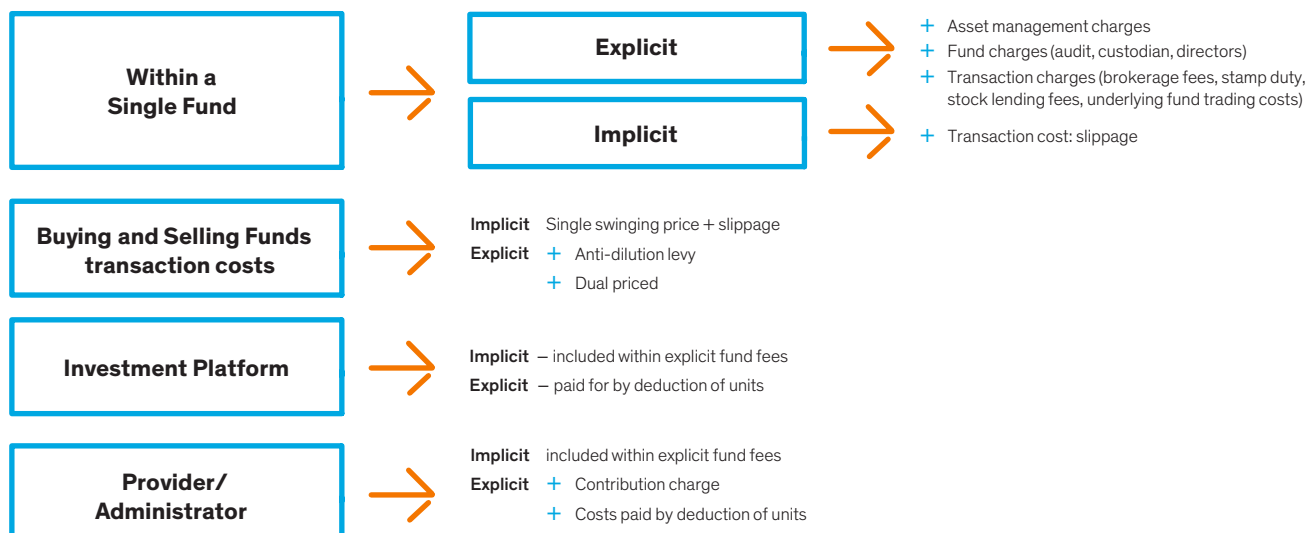 Within a
Single Fund
Explicit
+ Asset management charges
+ Fund charges (audit, custodian, directors)
+ Transaction charges (brokerage fees, stamp duty,
stock lending fees, underlying fund trading costs)
Implicit
+ Transaction cost: slippage
Buying and Selling Funds
transaction costs
Implicit Single swinging price + slippage
Explicit + Anti-dilution levy
+ Dual priced
Investment Platform
Implicit – included within explicit fund fees
Explicit – paid for by deduction of units
Provider/
Administrator
Implicit included within explicit fund fees
Explicit + Contribution charge
+ Costs paid by deduction of units